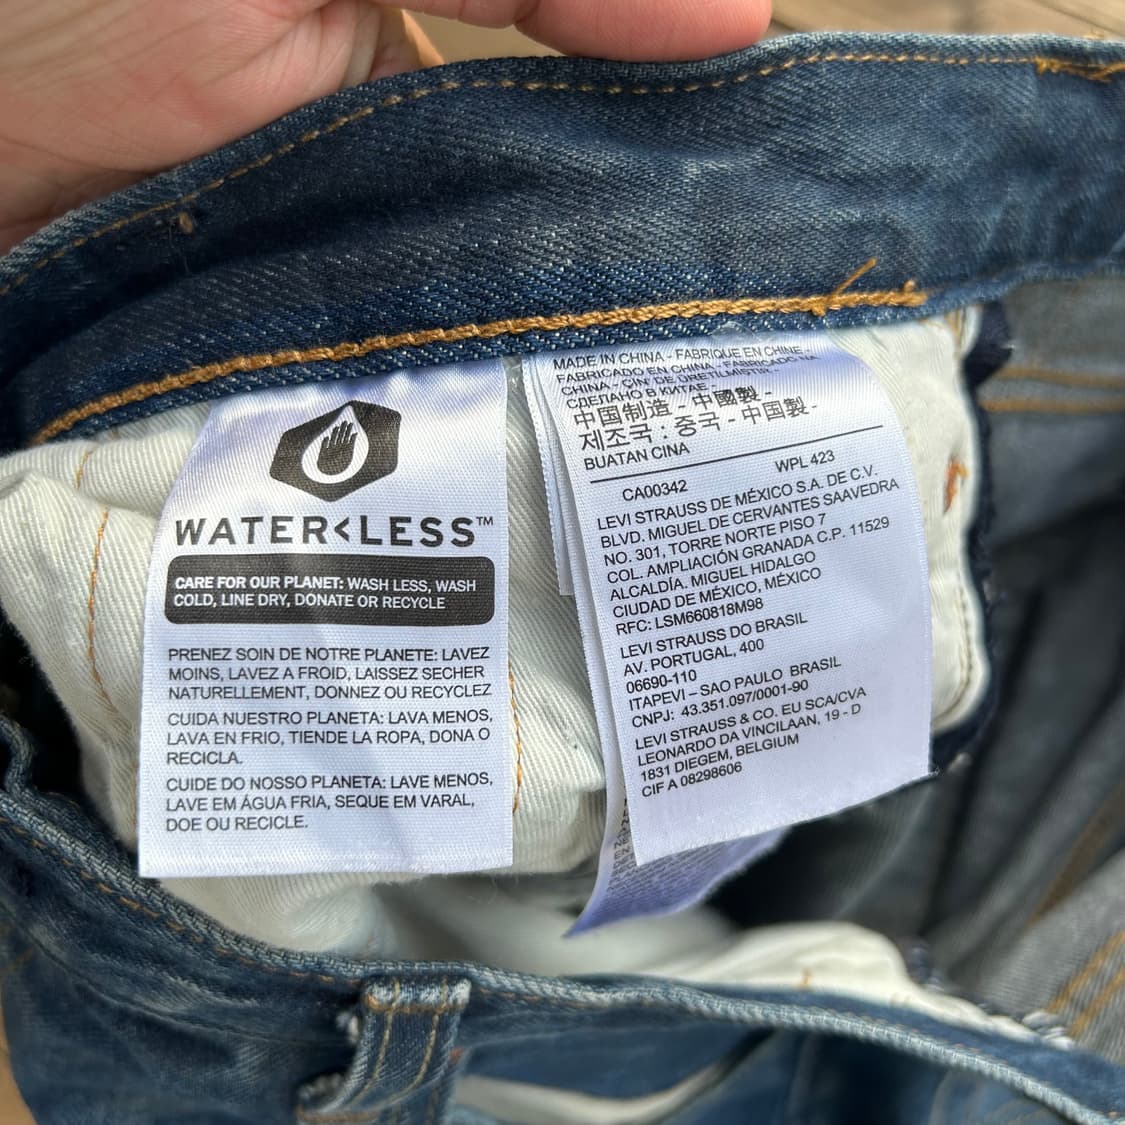 WATER<LESS™
CARE FOR OUR PLANET: WASH LESS, WASH
COLD, LINE DRY, DONATE OR RECYCLE
PRENEZ SOIN DE NOTRE PLANETE: LAVEZ
MOINS, LAVEZ A FROID, LAISSEZ SECHER
NATURELLEMENT, DONNEZ OU RECYCLEZ
CUIDA NUESTRO PLANETA: LAVA MENOS,
LAVA EN FRIO, TIENDE LA ROPA, DONA O
RECICLA.
CUIDE DO NOSSO PLANETA: LAVE MENOS,
LAVE EM ÁGUA FRIA, SEQUE EM VARAL,
DOE OU RECICLE.
MADE IN CHINA - FABRIQUE EN CHINE -
FABRICADO EN CHINA - FABRICADO NA
CHINA - ÇIN' DE ÜRETILMIŞTIR -
СДЕЛАНО В КИТАЕ -
中国制造 - 中國製 -
제조국 : 중국 - 中国製 -
BUATAN CINA
WPL 423
CA00342
LEVI STRAUSS DE MÉXICO S.A. DE C.V.
BLVD. MIGUEL DE CERVANTES SAAVEDRA
NO. 301, TORRE NORTE PISO 7
COL. AMPLIACIÓN GRANADA C.P. 11529
ALCALDÍA. MIGUEL HIDALGO
CIUDAD DE MÉXICO, MÉXICO
RFC: LSM660818M98
LEVI STRAUSS DO BRASIL
AV. PORTUGAL, 400
06690-110
ITAPEVI – SAO PAULO BRASIL
CNPJ: 43.351.097/0001-90
LEVI STRAUSS & CO. EU SCA/CVA
LEONARDO DA VINCILAAN, 19 - D
1831 DIEGEM, BELGIUM
CIF A 08298606